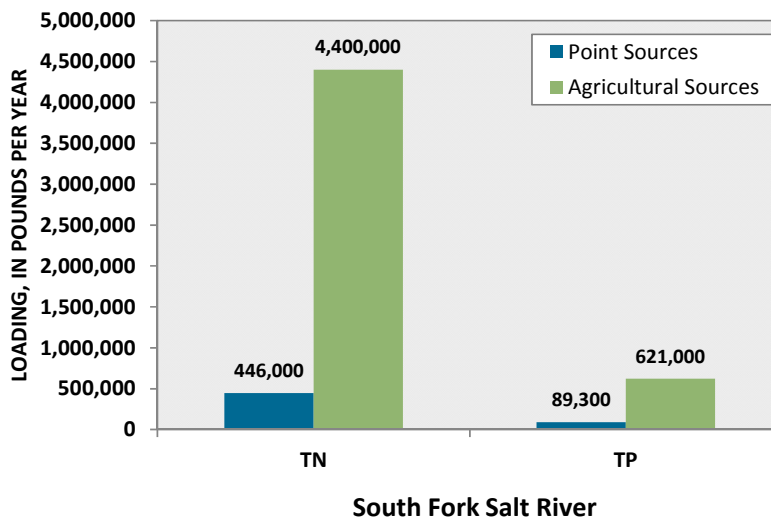 5,000,000
4,500,000
4,000,000
3,500,000
3,000,000
2,500,000
2,000,000
1,500,000
1,000,000
500,000
0
LOADING, IN POUNDS PER YEAR
Point Sources
Agricultural Sources
4,400,000
446,000
621,000
89,300
TN
TP
South Fork Salt River